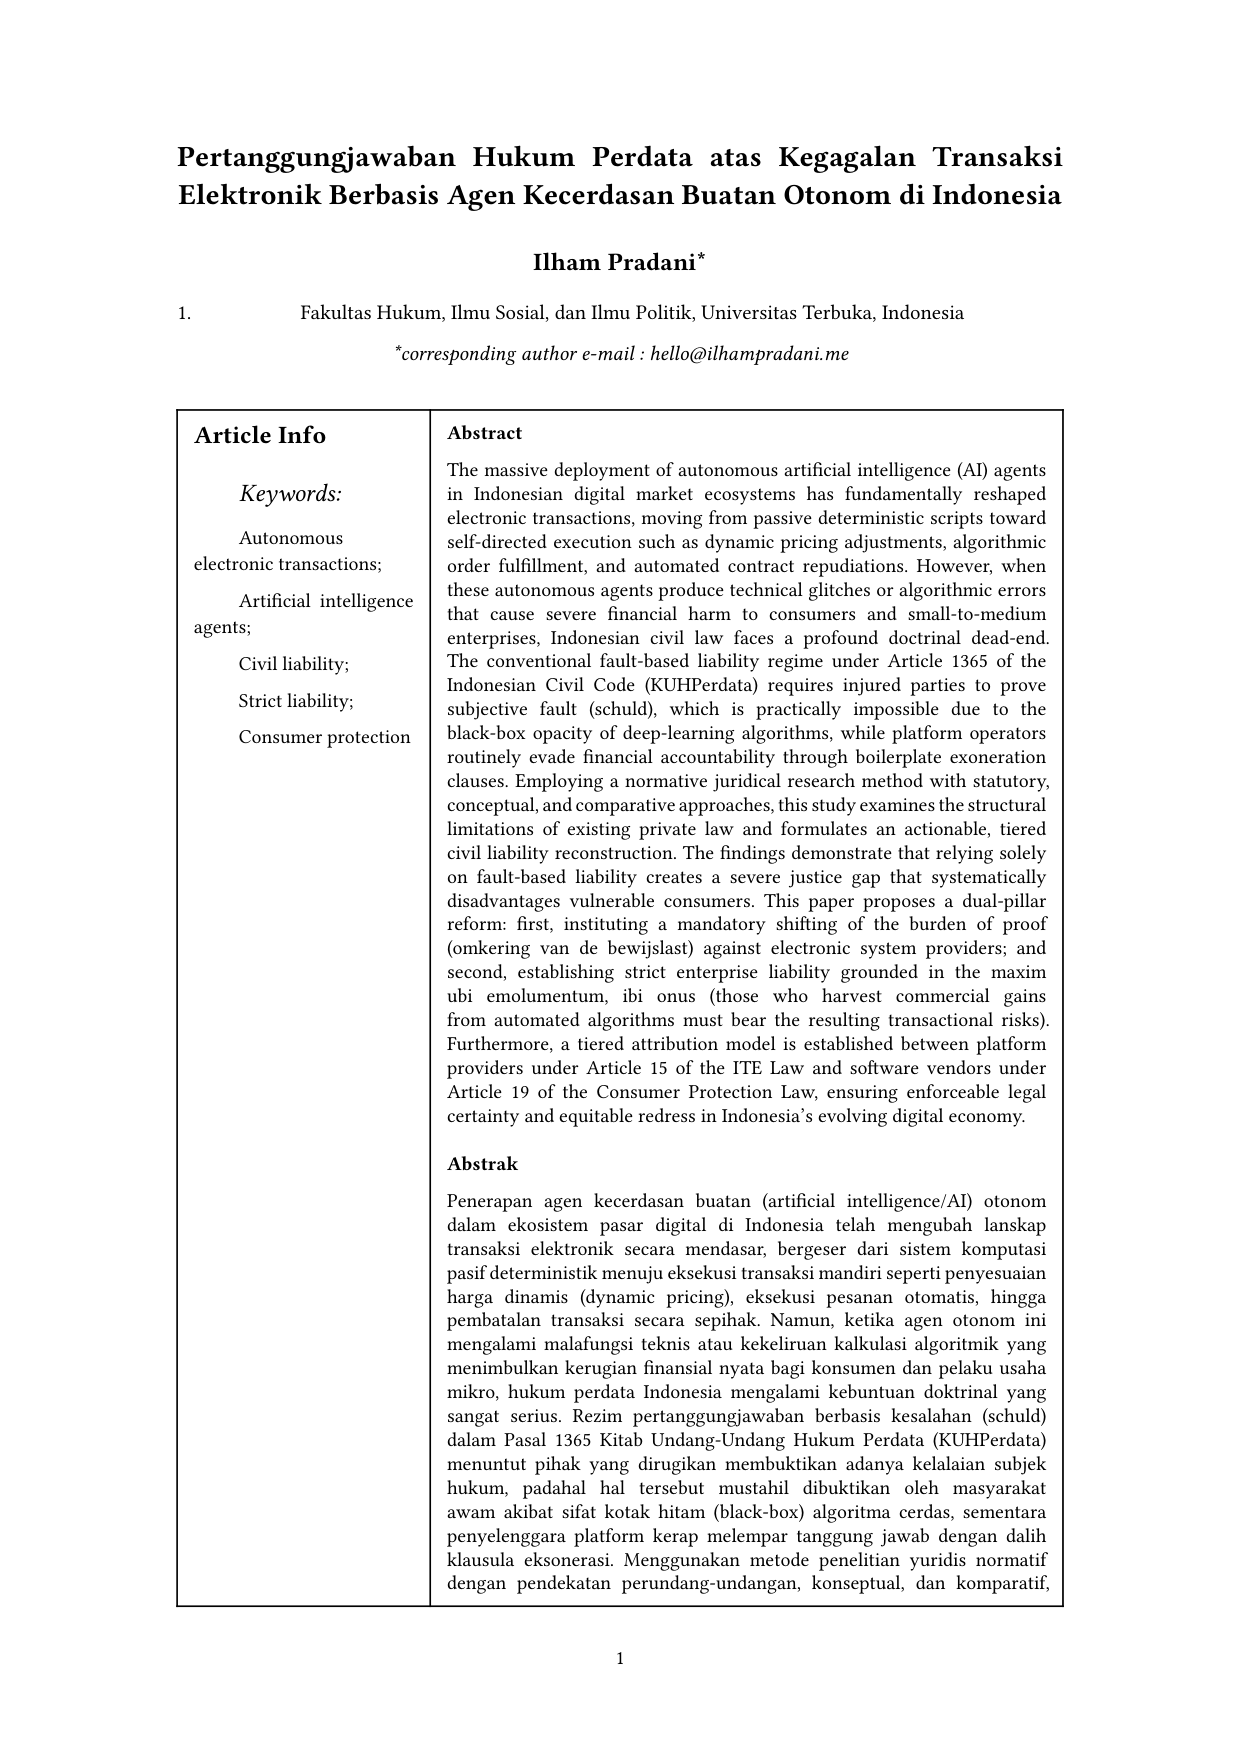 Pertanggungjawaban Hukum Perdata atas Kegagalan Transaksi
Elektronik Berbasis Agen Kecerdasan Buatan Otonom di Indonesia
Ilham Pradani*
1. Fakultas Hukum, Ilmu Sosial, dan Ilmu Politik, Universitas Terbuka, Indonesia
*corresponding author e-mail : hello@ilhampradani.me
Article Info
Keywords:
Autonomous
electronic transactions;
Artificial intelligence
agents;
Civil liability;
Strict liability;
Consumer protection
Abstract
The massive deployment of autonomous artificial intelligence (AI) agents
in Indonesian digital market ecosystems has fundamentally reshaped
electronic transactions, moving from passive deterministic scripts toward
self-directed execution such as dynamic pricing adjustments, algorithmic
order fulfillment, and automated contract repudiations. However, when
these autonomous agents produce technical glitches or algorithmic errors
that cause severe financial harm to consumers and small-to-medium
enterprises, Indonesian civil law faces a profound doctrinal dead-end.
The conventional fault-based liability regime under Article 1365 of the
Indonesian Civil Code (KUHPerdata) requires injured parties to prove
subjective fault (schuld), which is practically impossible due to the
black-box opacity of deep-learning algorithms, while platform operators
routinely evade financial accountability through boilerplate exoneration
clauses. Employing a normative juridical research method with statutory,
conceptual, and comparative approaches, this study examines the structural
limitations of existing private law and formulates an actionable, tiered
civil liability reconstruction. The findings demonstrate that relying solely
on fault-based liability creates a severe justice gap that systematically
disadvantages vulnerable consumers. This paper proposes a dual-pillar
reform: first, instituting a mandatory shifting of the burden of proof
(omkering van de bewijslast) against electronic system providers; and
second, establishing strict enterprise liability grounded in the maxim
ubi emolumentum, ibi onus (those who harvest commercial gains
from automated algorithms must bear the resulting transactional risks).
Furthermore, a tiered attribution model is established between platform
providers under Article 15 of the ITE Law and software vendors under
Article 19 of the Consumer Protection Law, ensuring enforceable legal
certainty and equitable redress in Indonesia’s evolving digital economy.
Abstrak
Penerapan agen kecerdasan buatan (artificial intelligence/AI) otonom
dalam ekosistem pasar digital di Indonesia telah mengubah lanskap
transaksi elektronik secara mendasar, bergeser dari sistem komputasi
pasif deterministik menuju eksekusi transaksi mandiri seperti penyesuaian
harga dinamis (dynamic pricing), eksekusi pesanan otomatis, hingga
pembatalan transaksi secara sepihak. Namun, ketika agen otonom ini
mengalami malafungsi teknis atau kekeliruan kalkulasi algoritmik yang
menimbulkan kerugian finansial nyata bagi konsumen dan pelaku usaha
mikro, hukum perdata Indonesia mengalami kebuntuan doktrinal yang
sangat serius. Rezim pertanggungjawaban berbasis kesalahan (schuld)
dalam Pasal 1365 Kitab Undang-Undang Hukum Perdata (KUHPerdata)
menuntut pihak yang dirugikan membuktikan adanya kelalaian subjek
hukum, padahal hal tersebut mustahil dibuktikan oleh masyarakat
awam akibat sifat kotak hitam (black-box) algoritma cerdas, sementara
penyelenggara platform kerap melempar tanggung jawab dengan dalih
klausula eksonerasi. Menggunakan metode penelitian yuridis normatif
dengan pendekatan perundang-undangan, konseptual, dan komparatif,
1